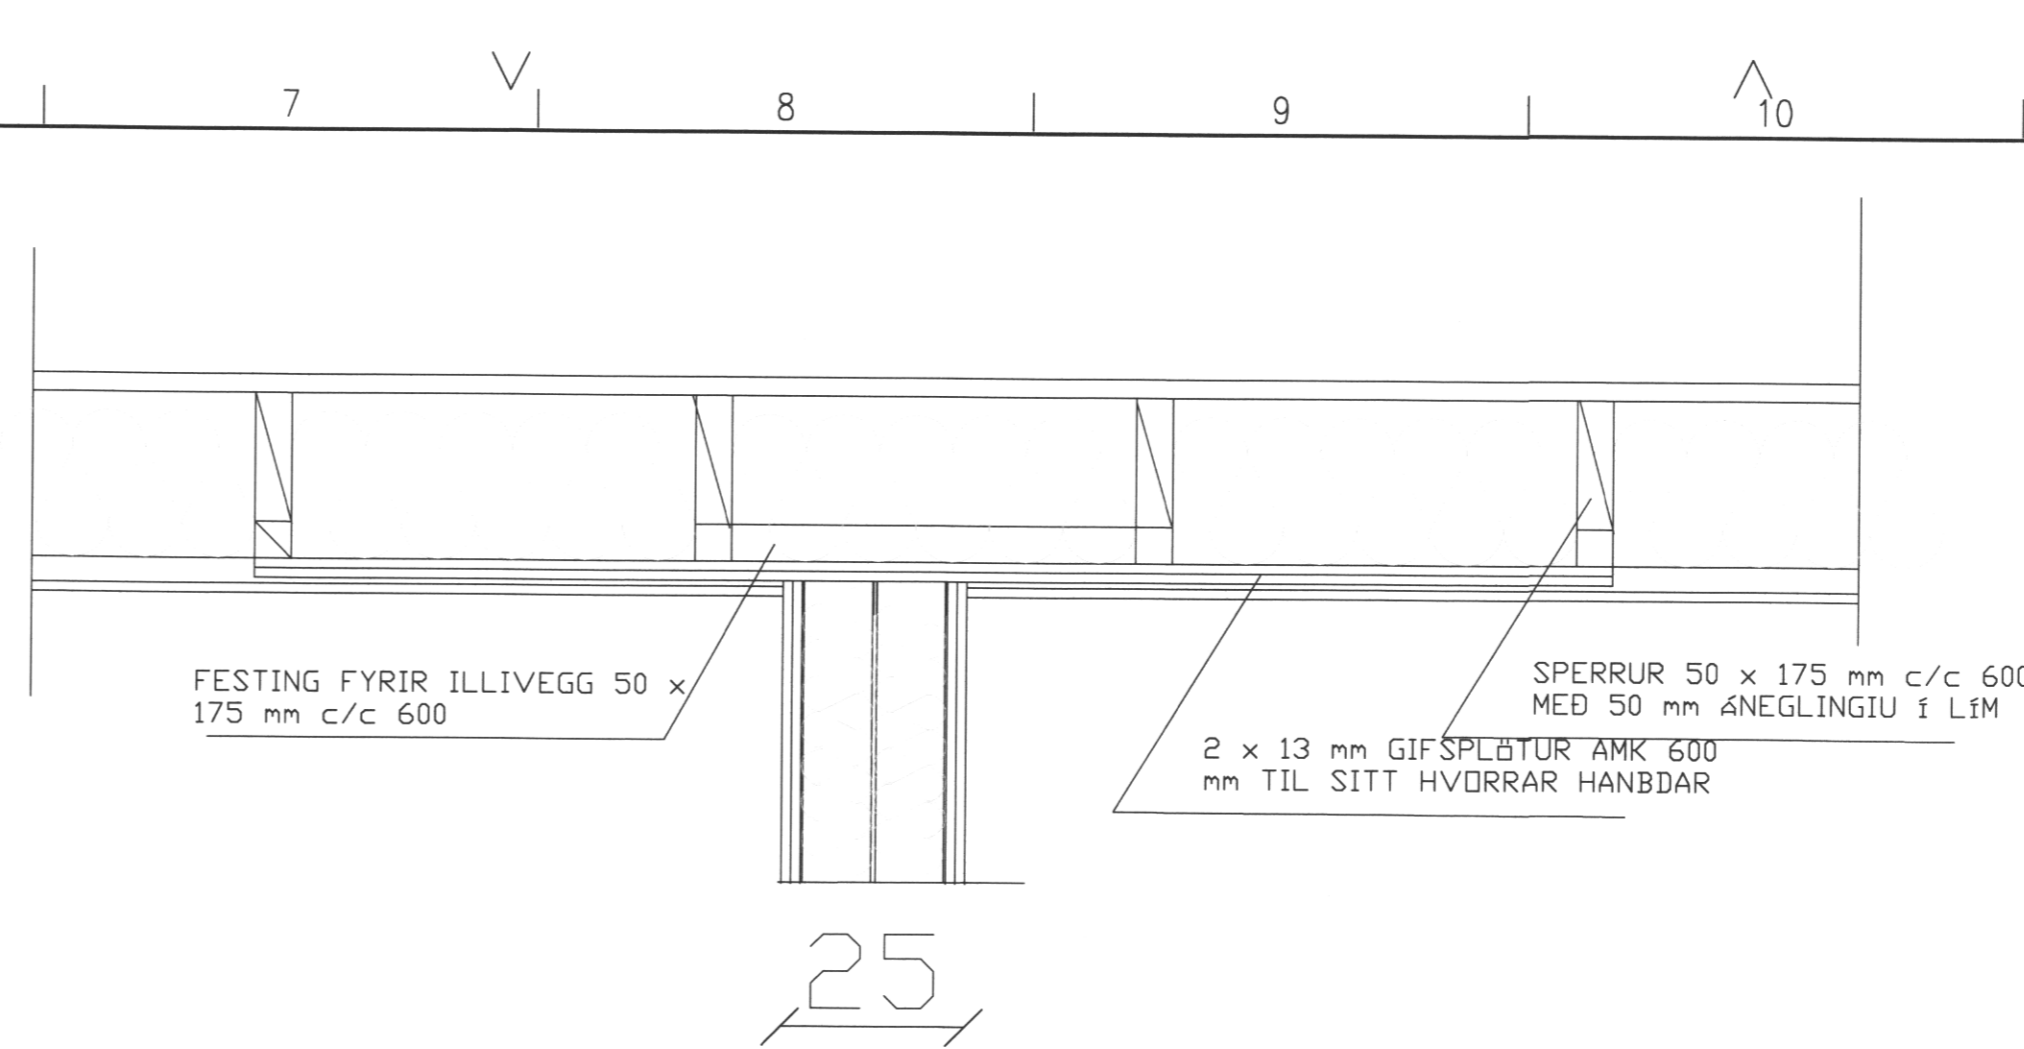 7 8 9 10
FESTING FYRIR ILLIVEGG 50 x
175 mm c/c 600
SPERRUR 50 x 175 mm c/c 600
MEÐ 50 mm ÁNEGLINGIU Í LÍM
2 x 13 mm GIFSPLÖTUR AMK 600
mm TIL SITT HVORRAR HANBDAR
25